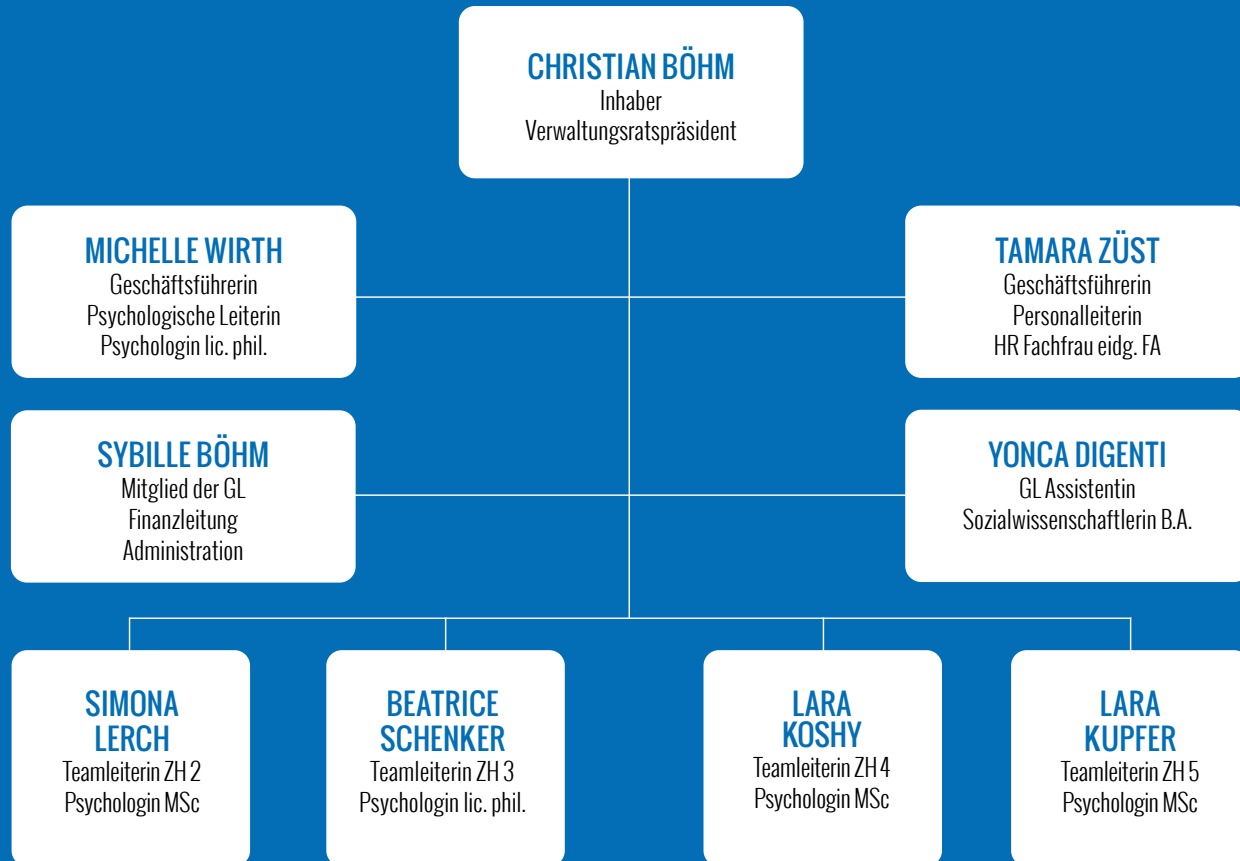 CHRISTIAN BÖHM
Inhaber
Verwaltungsratspräsident
MICHELLE WIRTH
Geschäftsführerin
Psychologische Leiterin
Psychologin lic. phil.
TAMARA ZÜST
Geschäftsführerin
Personalleiterin
HR Fachfrau eidg. FA
SYBILLE BÖHM
Mitglied der GL
Finanzleitung
Administration
YONCA DIGENTI
GL Assistentin
Sozialwissenschaftlerin B.A.
SIMONA
LERCH
Teamleiterin ZH 2
Psychologin MSc
BEATRICE
SCHENKER
Teamleiterin ZH 3
Psychologin lic. phil.
LARA
KOSHY
Teamleiterin ZH 4
Psychologin MSc
LARA
KUPFER
Teamleiterin ZH 5
Psychologin MSc